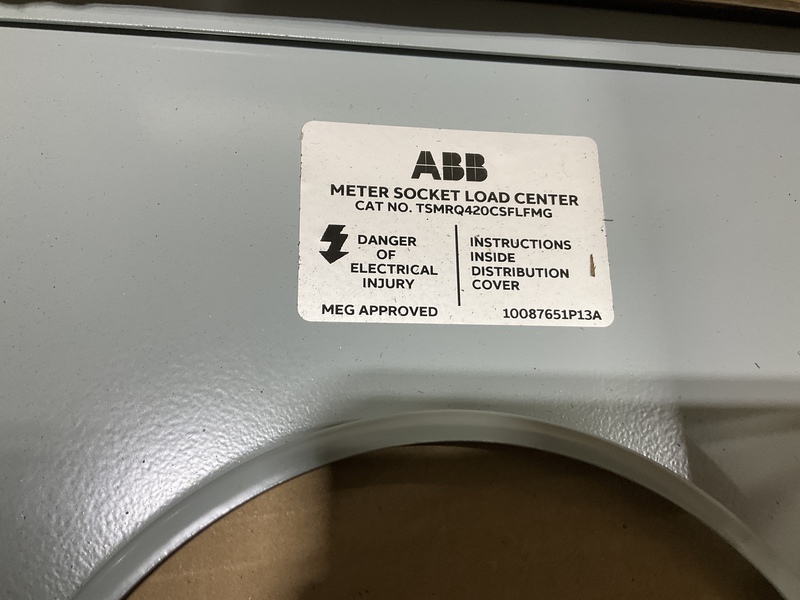 ABB
METER SOCKET LOAD CENTER
CAT NO. TSMRQ420CSFLFMG
DANGER
OF
ELECTRICAL
INJURY
INSTRUCTIONS
INSIDE
DISTRIBUTION
COVER
MEG APPROVED
10087651P13A